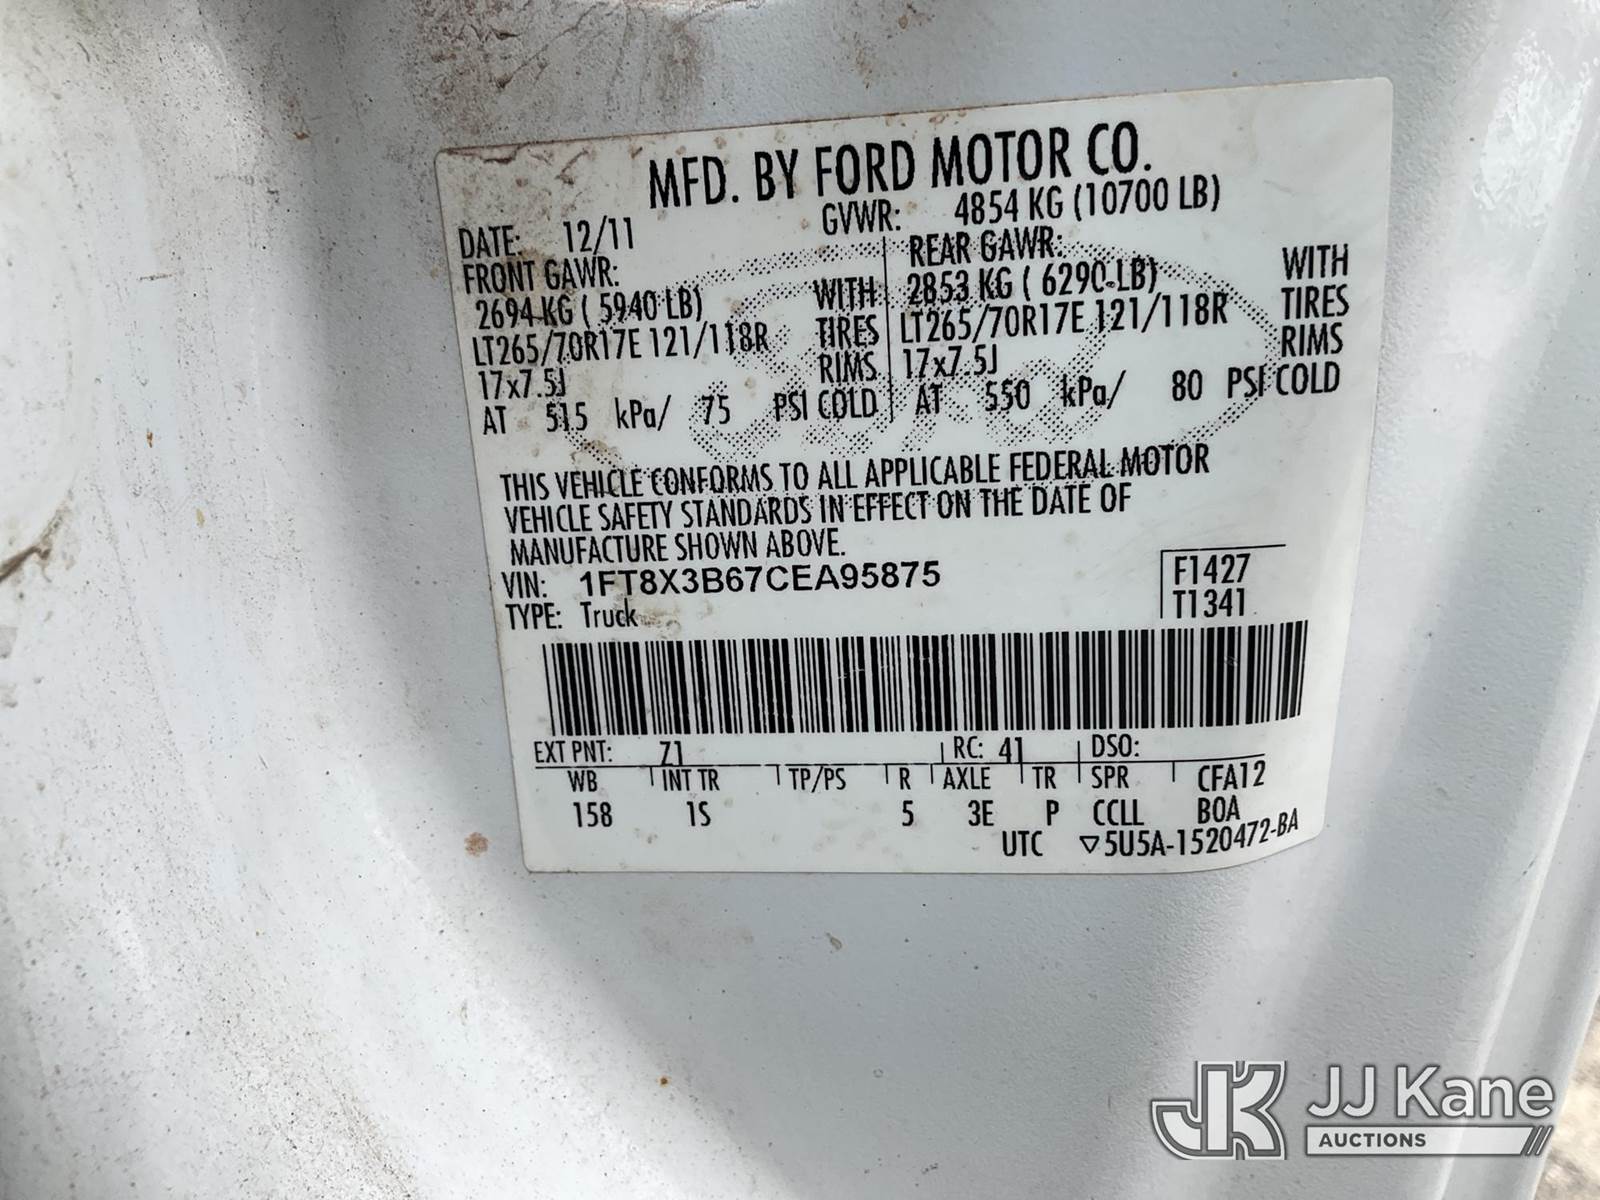 MFD. BY FORD MOTOR CO.
DATE: 12/11 GVWR: 4854 KG (10700 LB)
FRONT GAWR: REAR GAWR:
2694 KG ( 5940 LB) WITH 2853 KG ( 6290 LB) WITH
LT265/70R17E 121/118R TIRES LT265/70R17E 121/118R TIRES
17x7.5J RIMS 17x7.5J RIMS
AT 515 kPa/ 75 PSI COLD AT 550 kPa/ 80 PSI COLD
THIS VEHICLE CONFORMS TO ALL APPLICABLE FEDERAL MOTOR
VEHICLE SAFETY STANDARDS IN EFFECT ON THE DATE OF
MANUFACTURE SHOWN ABOVE.
VIN: 1FT8X3B67CEA95875 F1427
TYPE: Truck T1341
EXT PNT: Z1 RC: 41 DSO:
WB INT TR TP/PS R AXLE TR SPR CFA12
158 1S 5 3E P CCLL BOA
UTC ▽5U5A-1520472-BA
JK JJ Kane
AUCTIONS